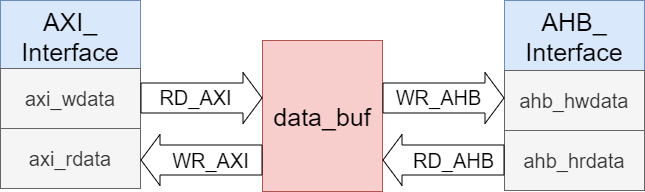 AXI_
Interface
axi_wdata
axi_rdata
RD_AXI
WR_AXI
data_buf
WR_AHB
RD_AHB
AHB_
Interface
ahb_hwdata
ahb_hrdata